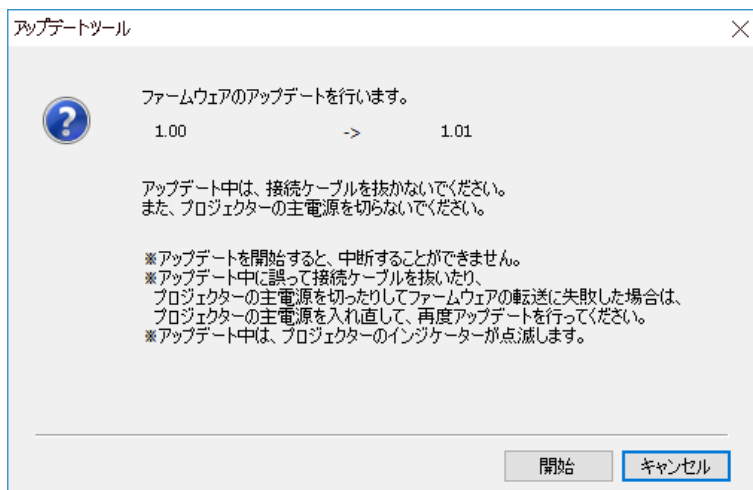 アップデートツール
ファームウェアのアップデートを行います。
1.00 -> 1.01
アップデート中は、接続ケーブルを抜かないでください。
また、プロジェクターの主電源を切らないでください。
※アップデートを開始すると、中断することができません。
※アップデート中に誤って接続ケーブルを抜いたり、
プロジェクターの主電源を切ったりしてファームウェアの転送に失敗した場合は、
プロジェクターの主電源を入れ直して、再度アップデートを行ってください。
※アップデート中は、プロジェクターのインジケーターが点滅します。
開始 キャンセル